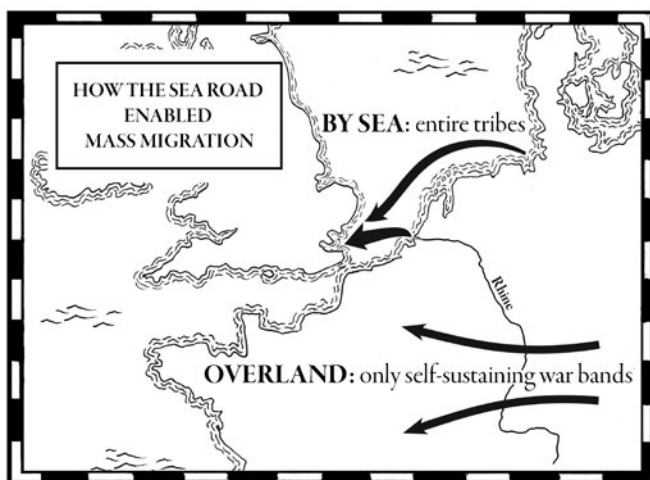 HOW THE SEA ROAD
ENABLED
MASS MIGRATION
BY SEA: entire tribes
Rhine
OVERLAND: only self-sustaining war bands